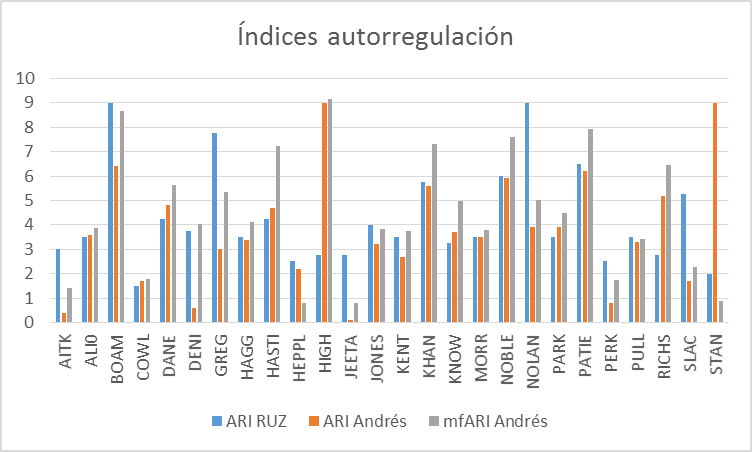 Índices autorregulación
10
9
8
7
6
5
4
3
2
1
0
AITK
ALI0
BOAM
COWL
DANE
DENI
GREG
HAGG
HASTI
HEPPL
HIGH
JEETA
JONES
KENT
KHAN
KNOW
MORR
NOBLE
NOLAN
PARK
PATIE
PERK
PULL
RICHS
SLAC
STAN
ARI RUZ ARI Andrés mfARI Andrés